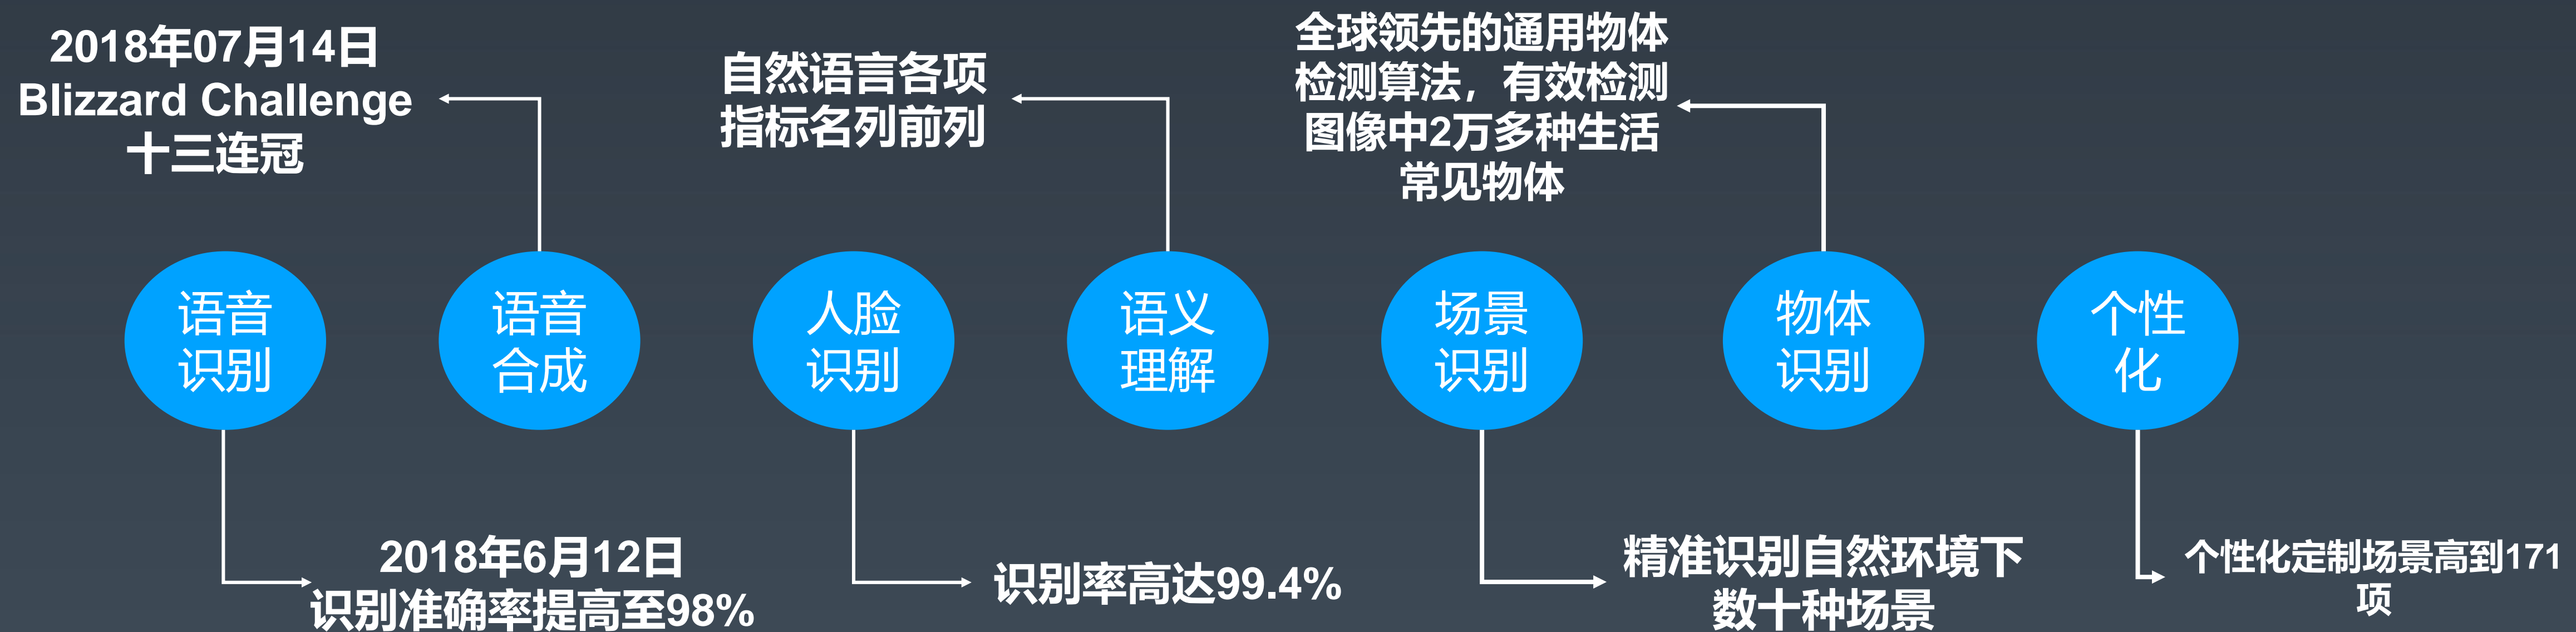 2018年07月14日
Blizzard Challenge
十三连冠
自然语言各项
指标名列前列
全球领先的通用物体
检测算法，有效检测
图像中2万多种生活
常见物体
语音
识别
语音
合成
人脸
识别
语义
理解
场景
识别
物体
识别
个性
化
2018年6月12日
识别准确率提高至98%
识别率高达99.4%
精准识别自然环境下
数十种场景
个性化定制场景高到171
项